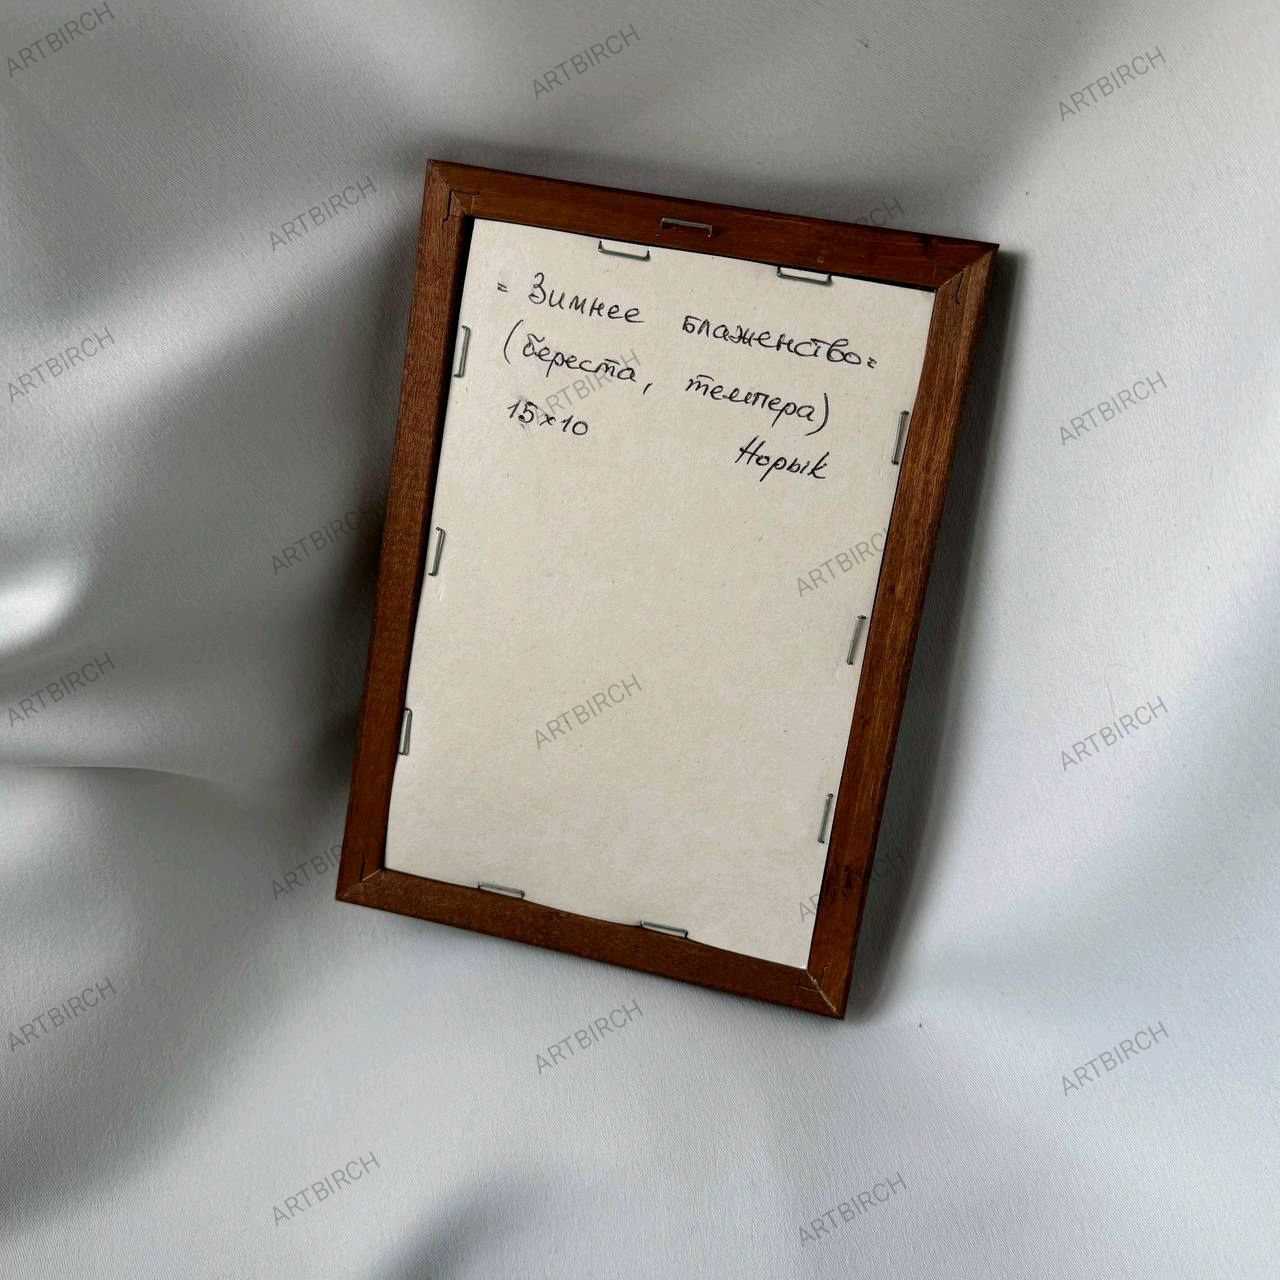 = Зимнее блаженство =
(береста, темпера)
15×10
Норык
ARTBIRCH